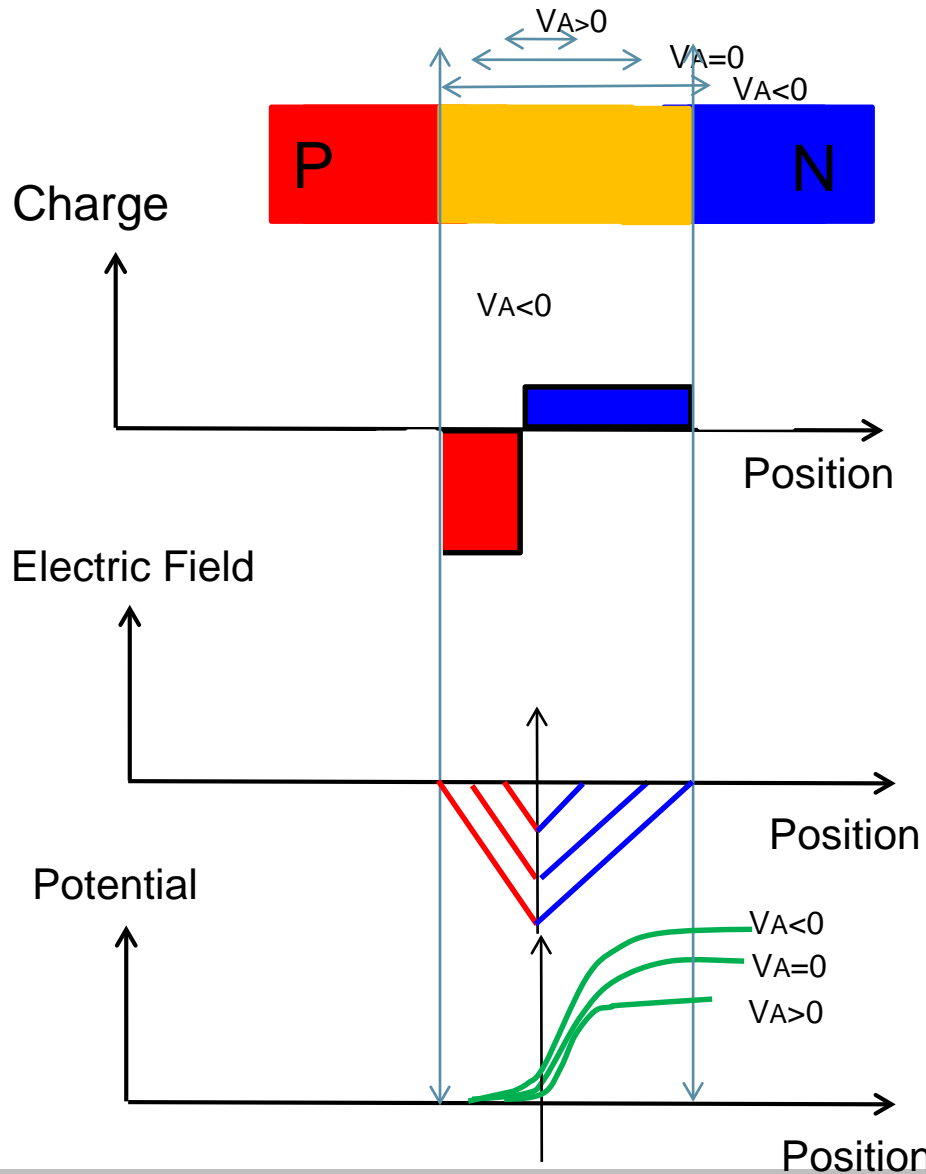 VA>0
VA=0
VA<0
P
N
Charge
VA<0
Position
Electric Field
Position
Potential
VA<0
VA=0
VA>0
Position